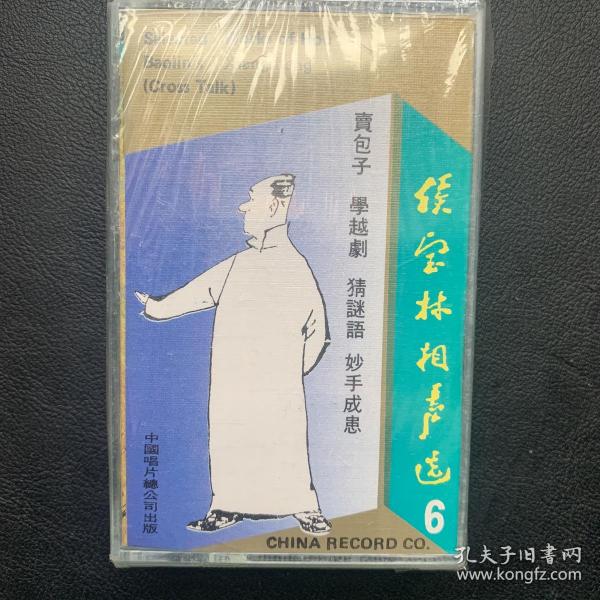 (Cross Talk)
賣包子 學越劇 猜謎語 妙手成患
侯宝林相声选
6
中國唱片總公司出版
CHINA RECORD CO.
孔夫子旧書网
www.kongfz.com